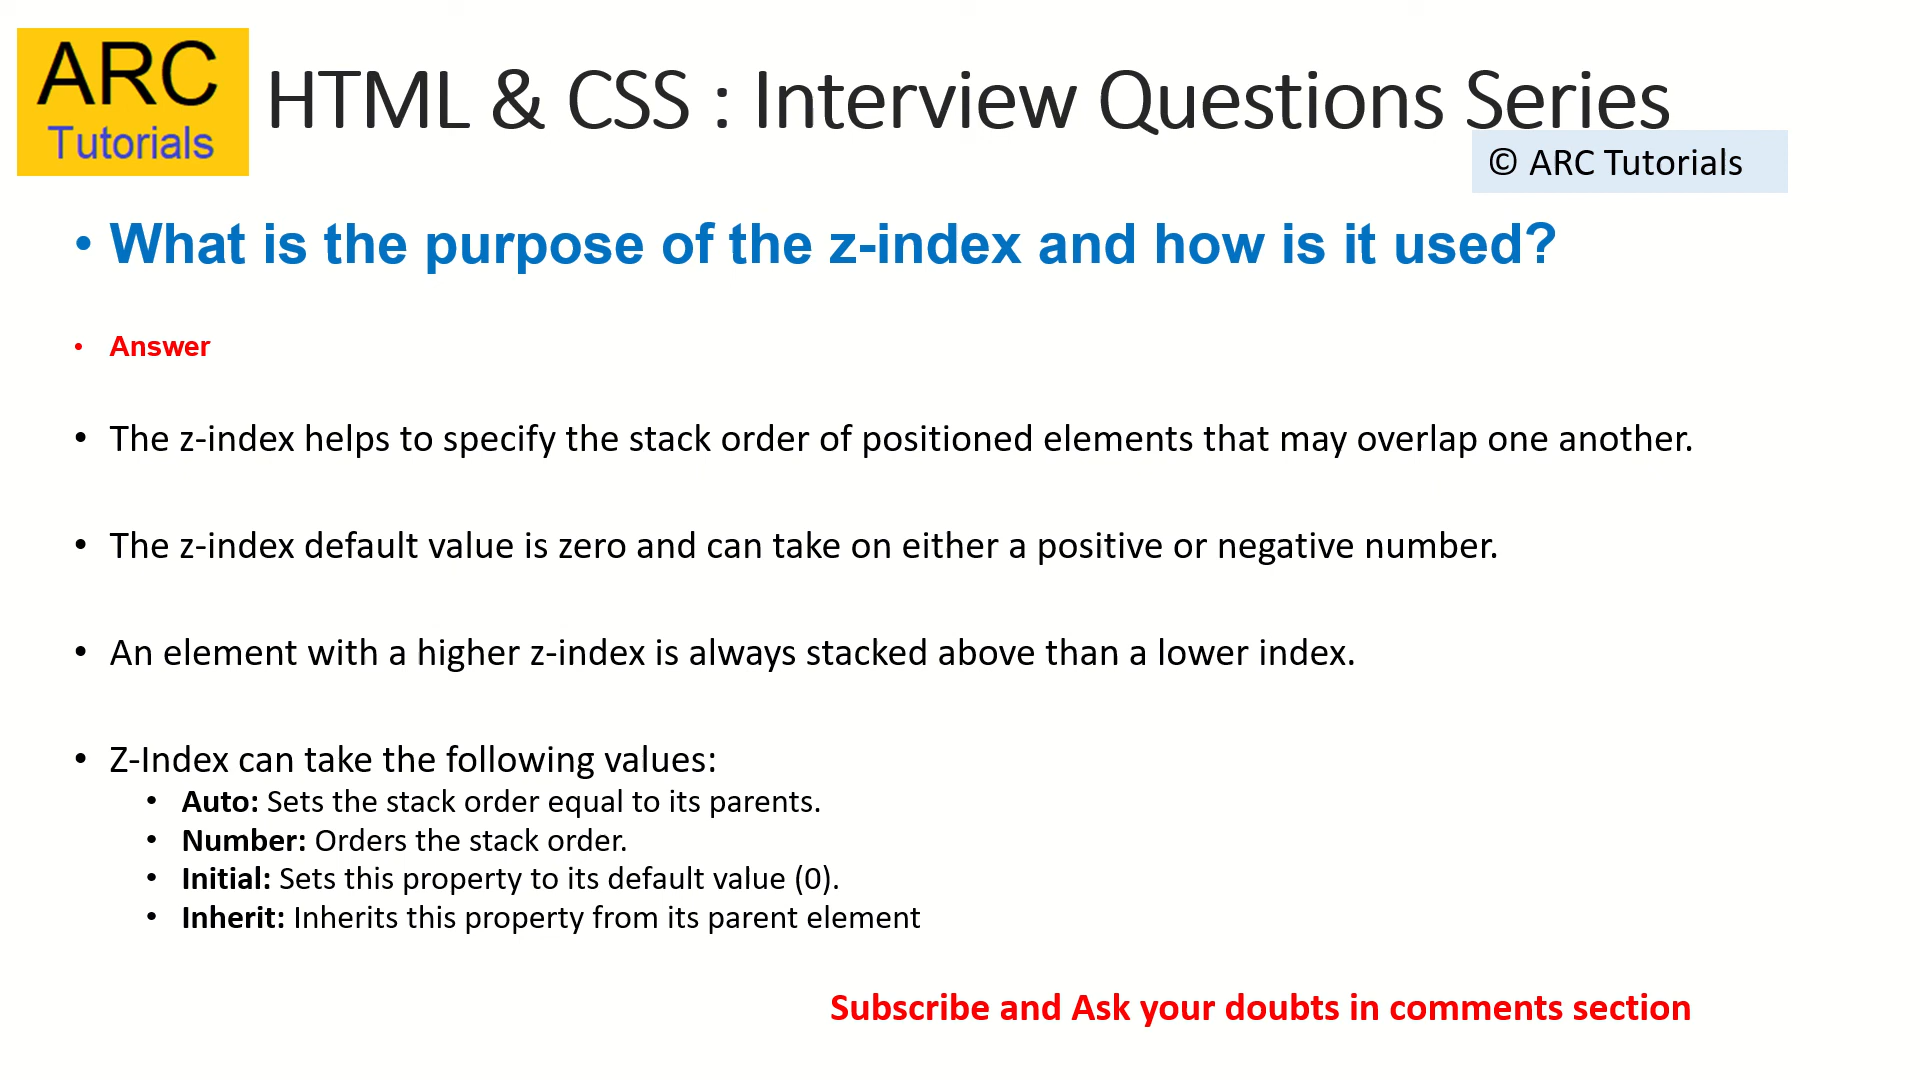 ARC
Tutorials
HTML & CSS : Interview Questions Series
© ARC Tutorials
• What is the purpose of the z-index and how is it used?
• Answer
• The z-index helps to specify the stack order of positioned elements that may overlap one another.
• The z-index default value is zero and can take on either a positive or negative number.
• An element with a higher z-index is always stacked above than a lower index.
• Z-Index can take the following values:
• Auto: Sets the stack order equal to its parents.
• Number: Orders the stack order.
• Initial: Sets this property to its default value (0).
• Inherit: Inherits this property from its parent element
Subscribe and Ask your doubts in comments section